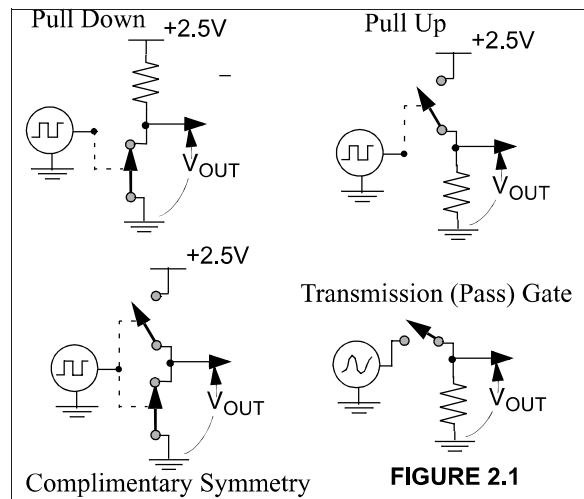 Pull Down
+2.5V
VOUT
Pull Up
+2.5V
VOUT
+2.5V
VOUT
Complimentary Symmetry
Transmission (Pass) Gate
VOUT
FIGURE 2.1